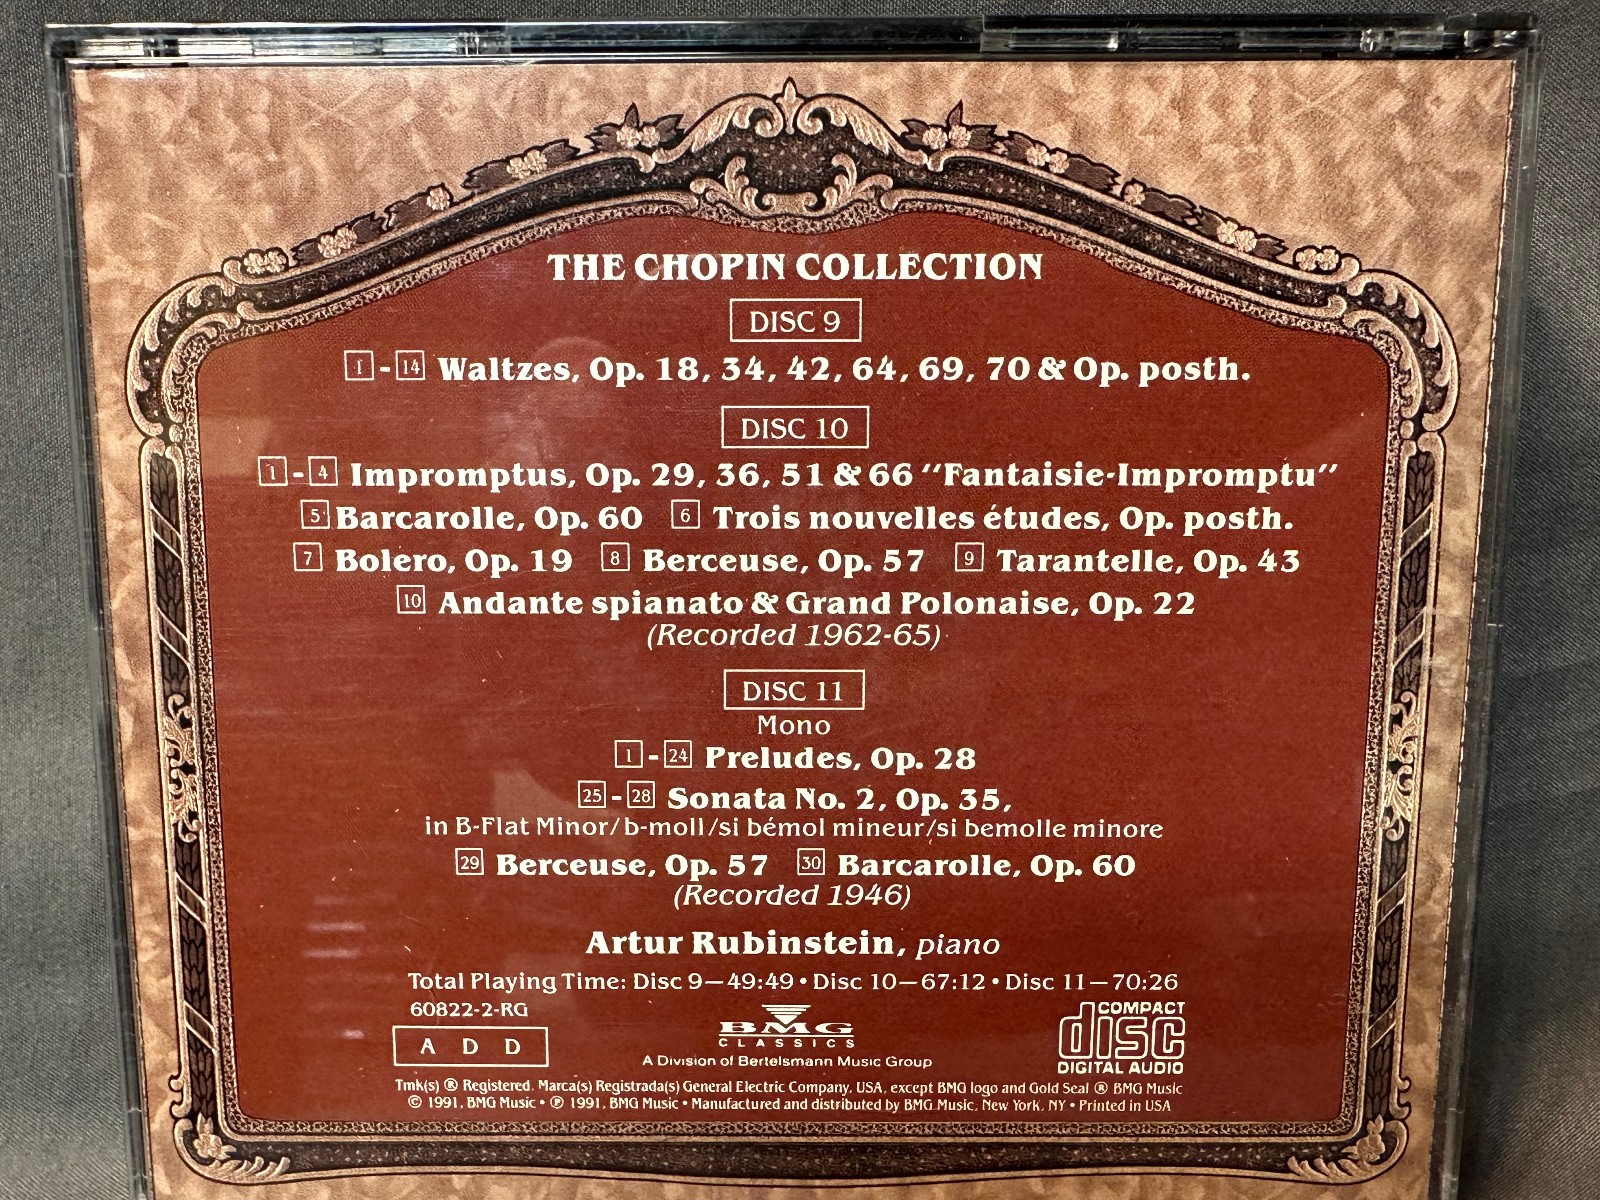 THE CHOPIN COLLECTION
DISC 9
1-14 Waltzes, Op. 18, 34, 42, 64, 69, 70 & Op. posth.
DISC 10
1-4 Impromptus, Op. 29, 36, 51 & 66 "Fantaisie-Impromptu"
5 Barcarolle, Op. 60 6 Trois nouvelles études, Op. posth.
7 Bolero, Op. 19 8 Berceuse, Op. 57 9 Tarantelle, Op. 43
10 Andante spianato & Grand Polonaise, Op. 22
(Recorded 1962-65)
DISC 11
Mono
1-24 Preludes, Op. 28
25-28 Sonata No. 2, Op. 35,
in B-Flat Minor/b-moll/si bémol mineur/si bemolle minore
29 Berceuse, Op. 57 30 Barcarolle, Op. 60
(Recorded 1946)
Artur Rubinstein, piano
Total Playing Time: Disc 9—49:49 • Disc 10—67:12 • Disc 11—70:26
60822-2-RG
A D D
BMG
CLASSICS
A Division of Bertelsmann Music Group
COMPACT
disc
DIGITAL AUDIO
Tmk(s) ® Registered. Marca(s) Registrada(s) General Electric Company, USA, except BMG logo and Gold Seal ® BMG Music
© 1991, BMG Music • ℗ 1991, BMG Music • Manufactured and distributed by BMG Music, New York, NY • Printed in USA